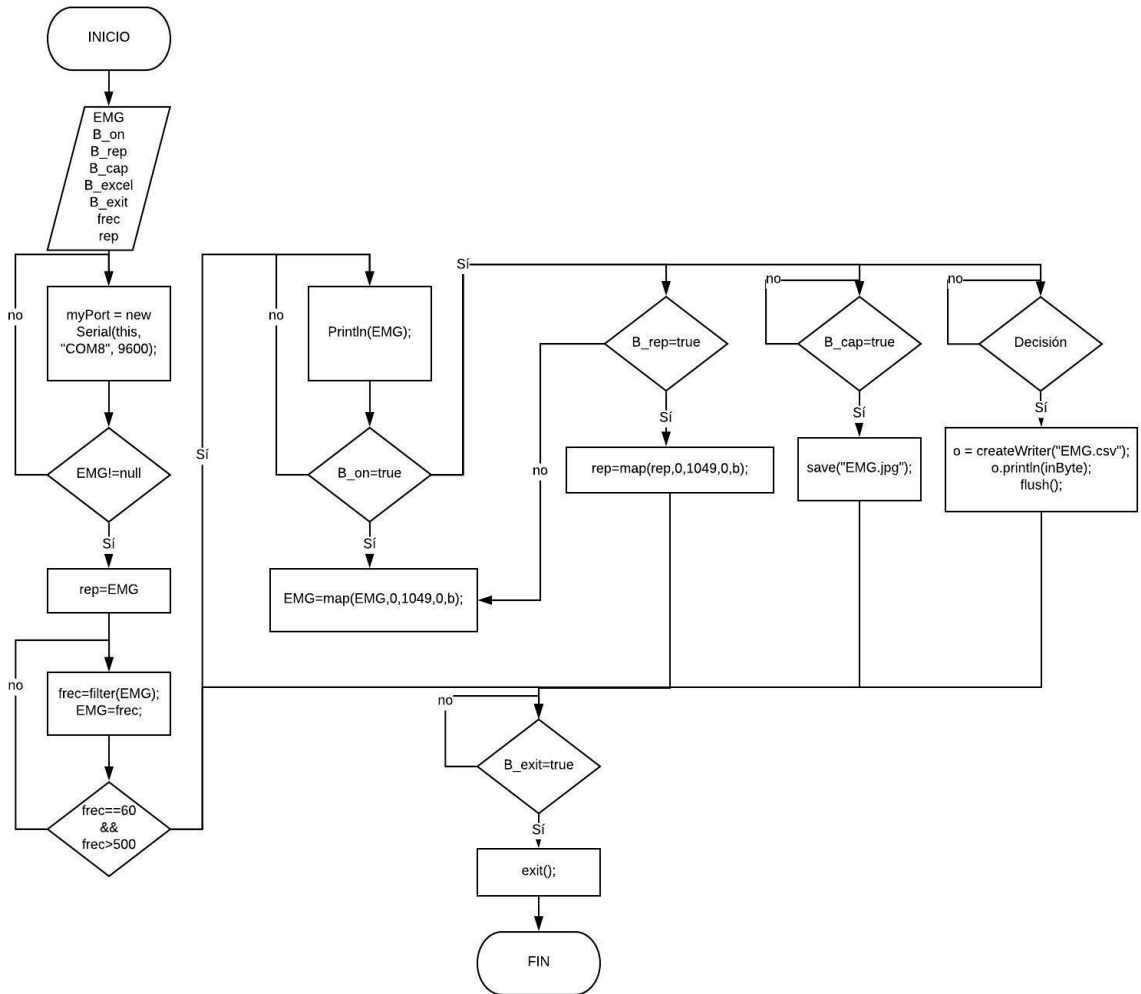 INICIO
EMG
B_on
B_rep
B_cap
B_excel
B_exit
frec
rep
no
myPort = new
Serial(this,
"COM8", 9600);
EMG!=null
Sí
rep=EMG
no
frec=filter(EMG);
EMG=frec;
frec==60
&&
frec>500
Sí
no
Println(EMG);
B_on=true
Sí
EMG=map(EMG,0,1049,0,b);
Sí
no
B_rep=true
Sí
rep=map(rep,0,1049,0,b);
no
B_cap=true
Sí
save("EMG.jpg");
no
Decisión
Sí
o = createWriter("EMG.csv");
o.println(inByte);
flush();
no
B_exit=true
Sí
exit();
FIN